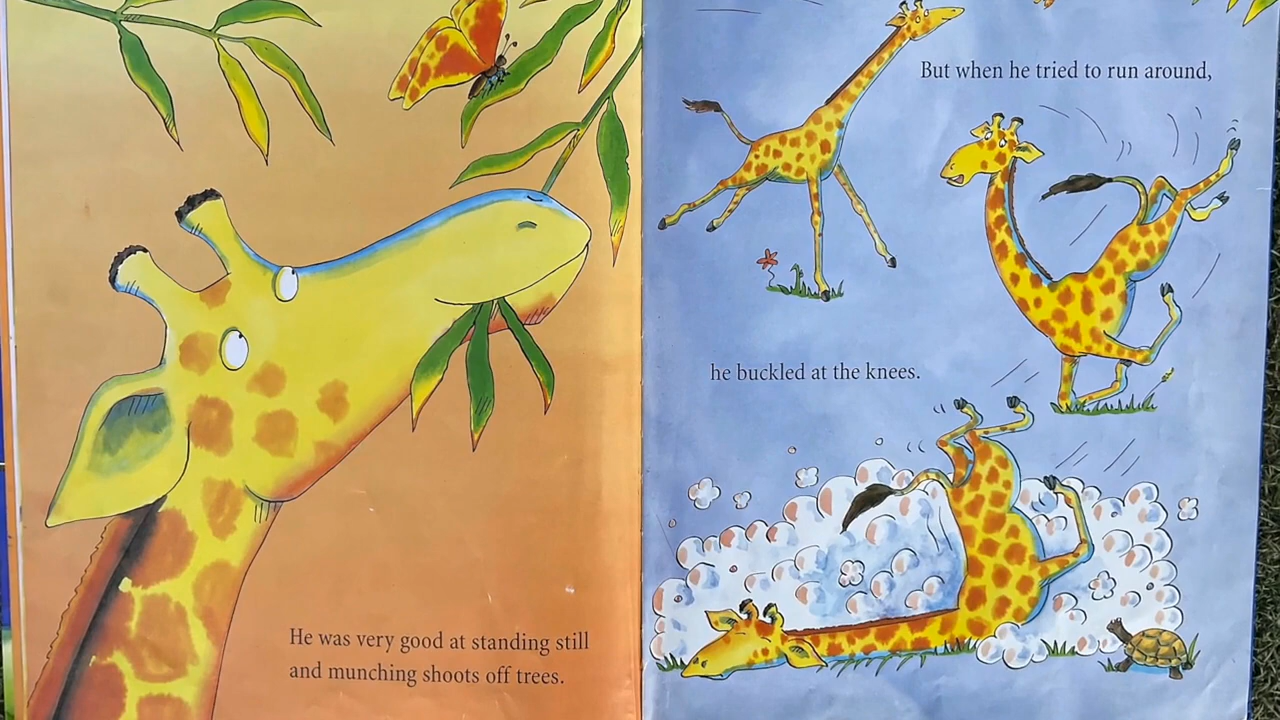 He was very good at standing still
and munching shoots off trees.
But when he tried to run around,
he buckled at the knees.